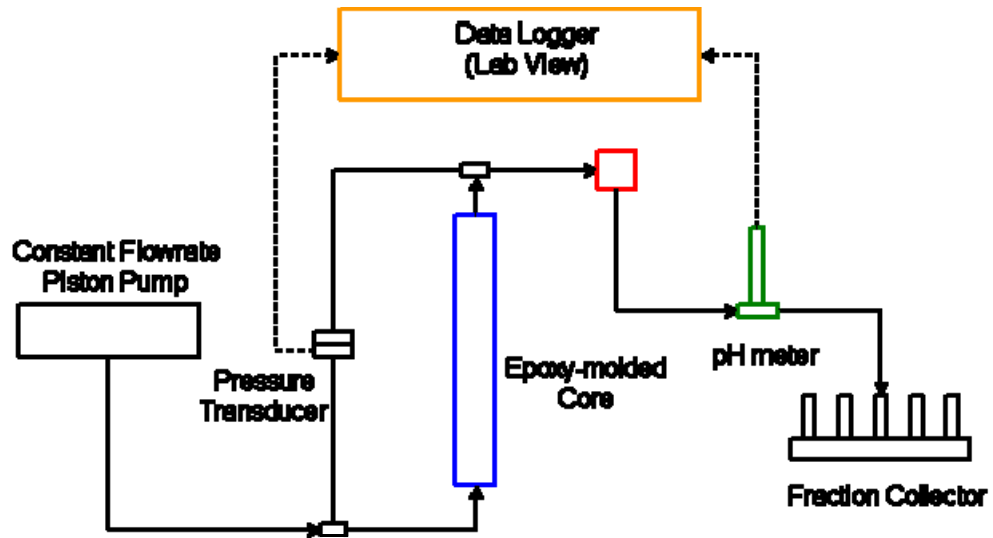 Data Logger
(Lab View)
Constant Flowrate
Piston Pump
Pressure
Transducer
Epoxy-molded
Core
pH meter
Fraction Collector